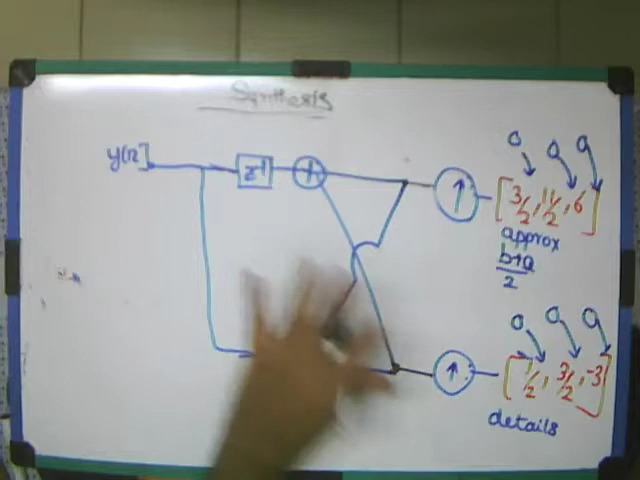 Synthesis
y[n]
z⁻¹
+
↑
0 0 0
[3/2, 11/2, 6]
approx
b+a
2
0 0 0
↑
[1/2, 3/2, -3]
details